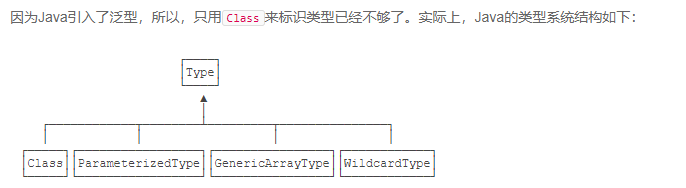 因为Java引入了泛型，所以，只用Class来标识类型已经不够了。实际上，Java的类型系统结构如下：
Type
Class ParameterizedType GenericArrayType WildcardType